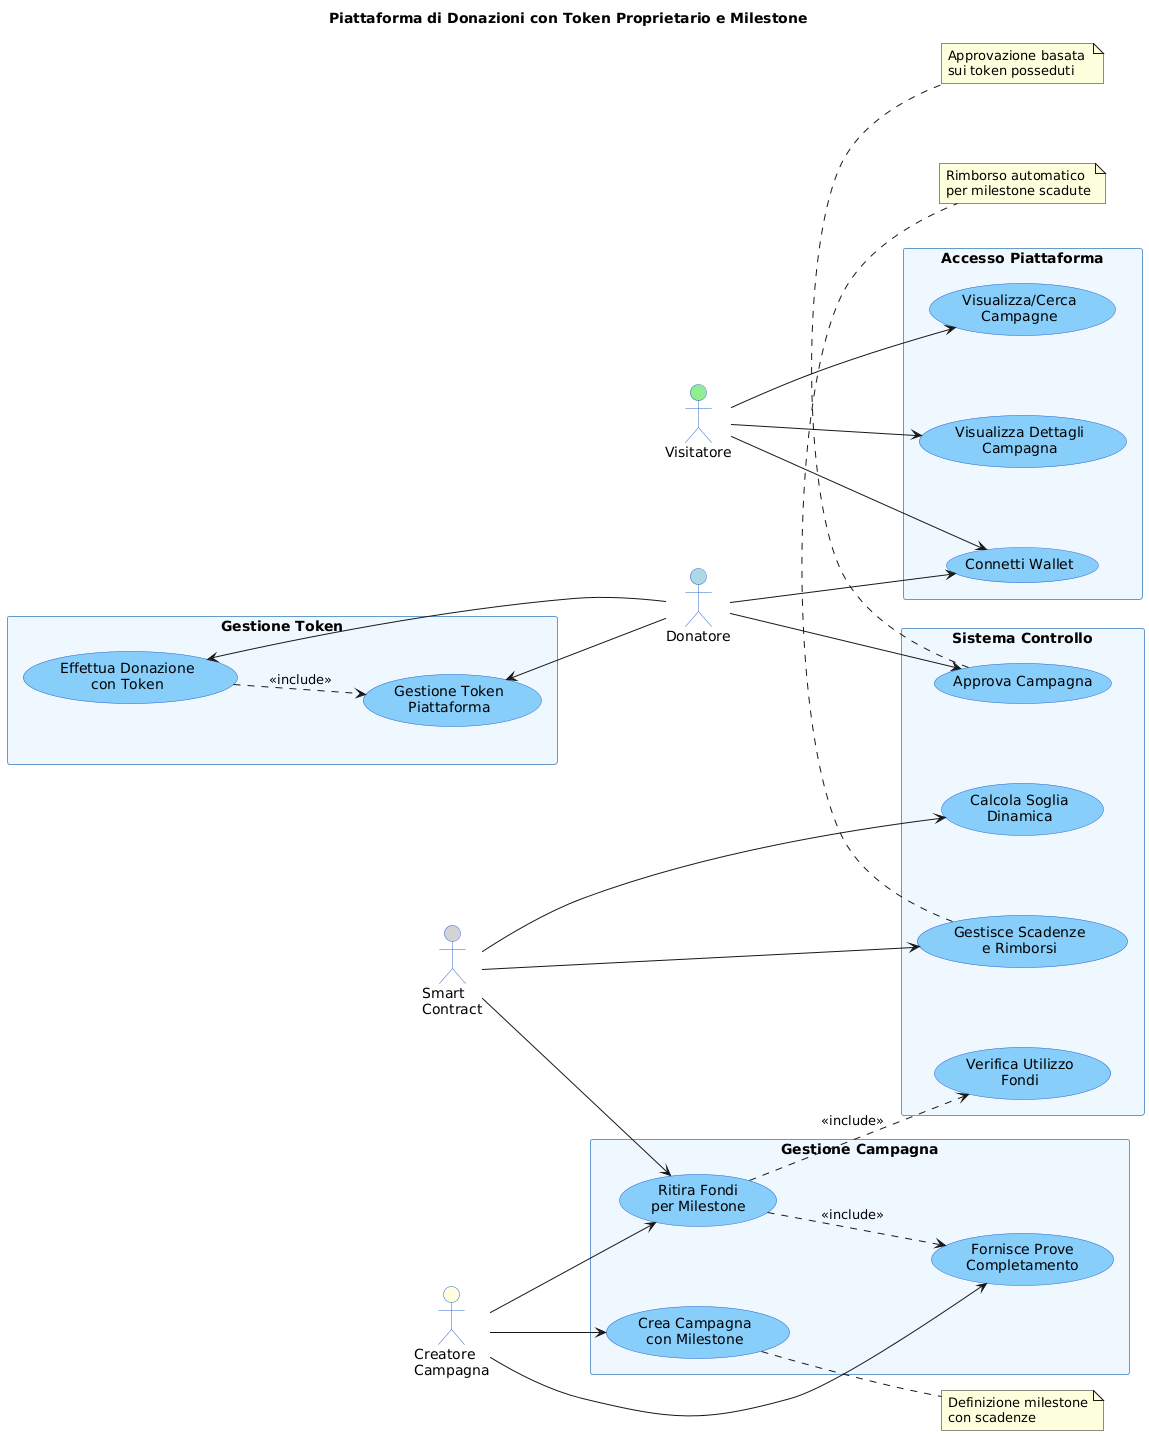 Piattaforma di Donazioni con Token Proprietario e Milestone
Approvazione basata
sui token posseduti
Rimborso automatico
per milestone scadute
Accesso Piattaforma
Visualizza/Cerca
Campagne
Visualizza Dettagli
Campagna
Connetti Wallet
Visitatore
Donatore
Gestione Token
Effettua Donazione
con Token
«include»
Gestione Token
Piattaforma
Sistema Controllo
Approva Campagna
Calcola Soglia
Dinamica
Gestisce Scadenze
e Rimborsi
Verifica Utilizzo
Fondi
Smart
Contract
«include»
Gestione Campagna
Ritira Fondi
per Milestone
«include»
Fornisce Prove
Completamento
Crea Campagna
con Milestone
Creatore
Campagna
Definizione milestone
con scadenze